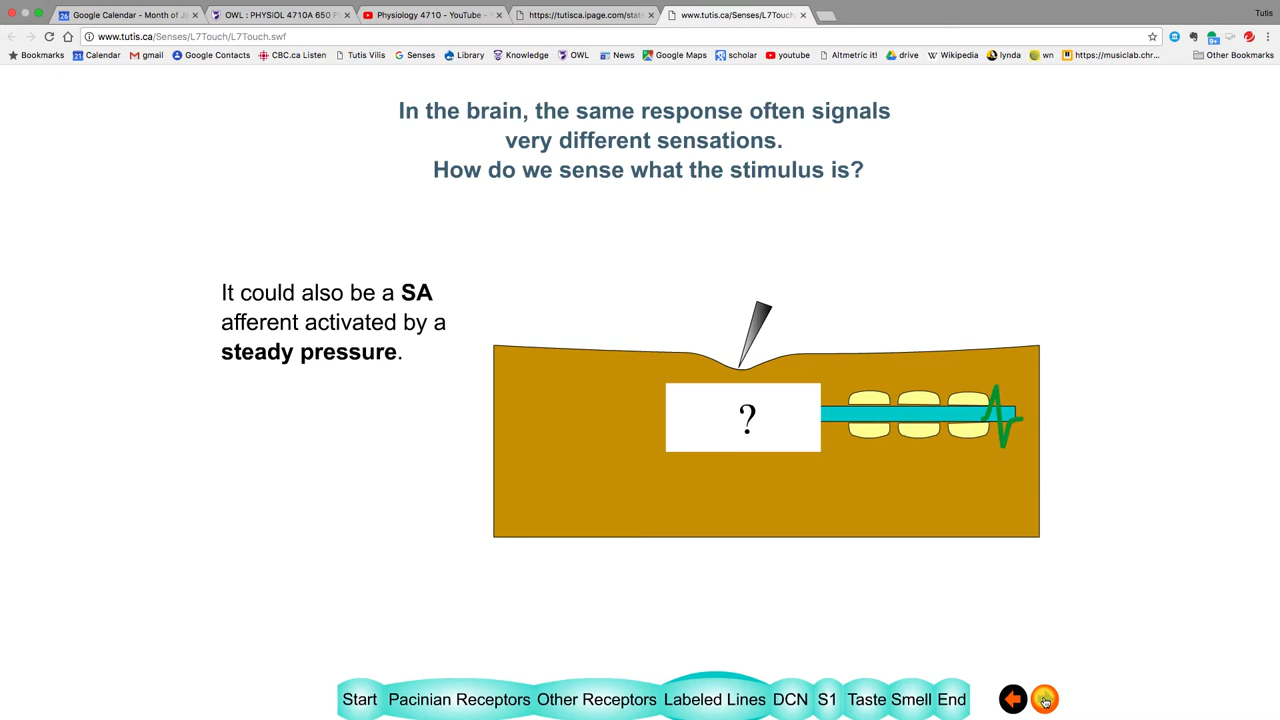 Google Calendar - Month of J
OWL : PHYSIOL 4710A 650 F
Physiology 4710 - YouTube -
https://tutisca.ipage.com/stat
www.tutis.ca/Senses/L7Touch/
Tutis
www.tutis.ca/Senses/L7Touch/L7Touch.swf
Bookmarks Calendar gmail Google Contacts CBC.ca Listen Tutis Vilis Senses Library Knowledge OWL News Google Maps scholar youtube Altmetric it! drive Wikipedia lynda wn https://musiclab.chr... Other Bookmarks
In the brain, the same response often signals
very different sensations.
How do we sense what the stimulus is?
It could also be a SA
afferent activated by a
steady pressure.
?
Start Pacinian Receptors Other Receptors Labeled Lines DCN S1 Taste Smell End